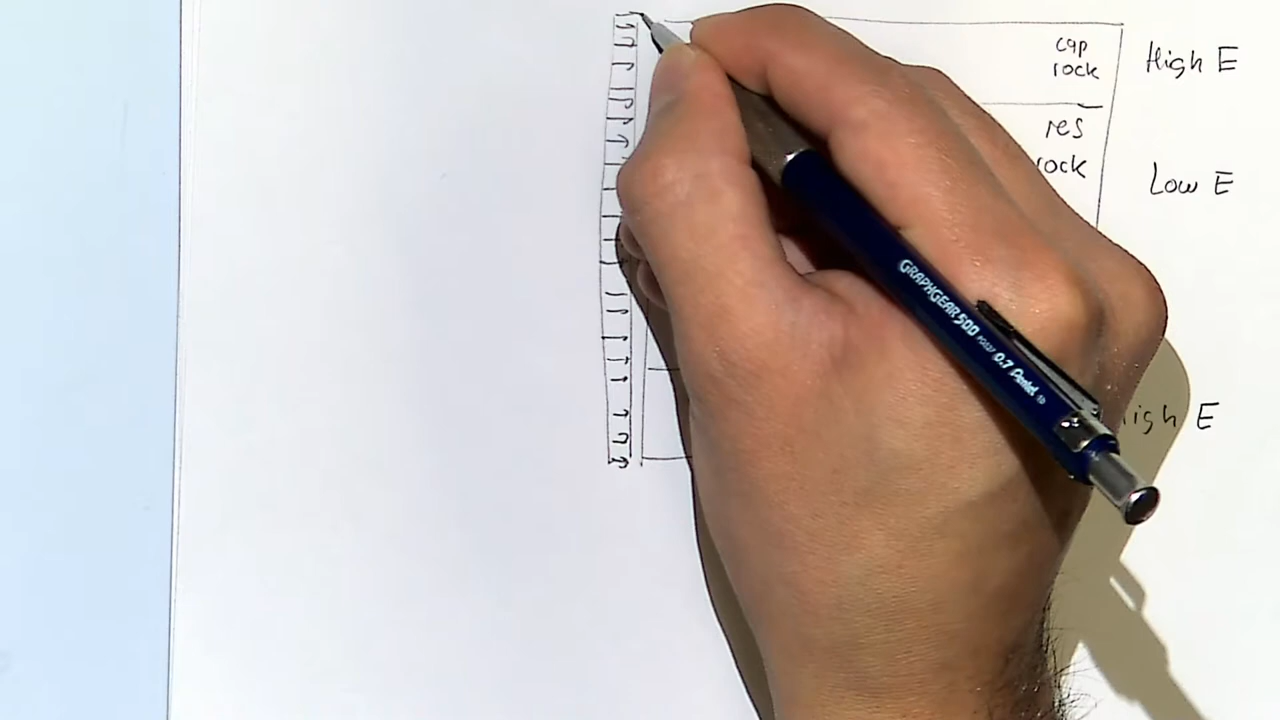 cap
rock
High E
res
rock
Low E
GRAPHGEAR 500
0.7 Pentel
igh E